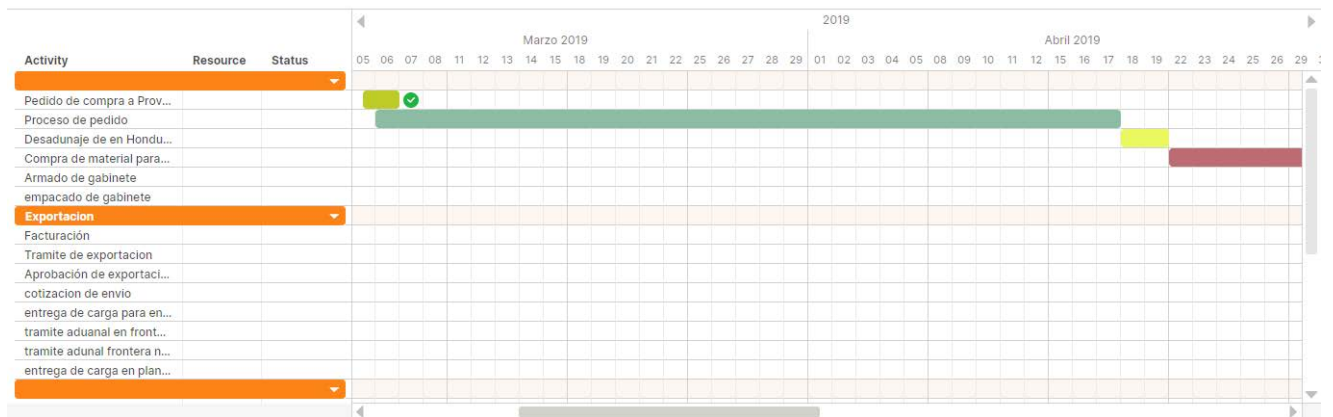 2019
Marzo 2019 Abril 2019
Activity Resource Status 05 06 07 08 11 12 13 14 15 18 19 20 21 22 25 26 27 28 29 01 02 03 04 05 08 09 10 11 12 15 16 17 18 19 22 23 24 25 26 29
Pedido de compra a Prov...
Proceso de pedido
Desadunaje de en Hondu...
Compra de material para...
Armado de gabinete
empacado de gabinete
Exportacion
Facturación
Tramite de exportacion
Aprobación de exportaci...
cotizacion de envio
entrega de carga para en...
tramite aduanal en front...
tramite adunal frontera n...
entrega de carga en plan...